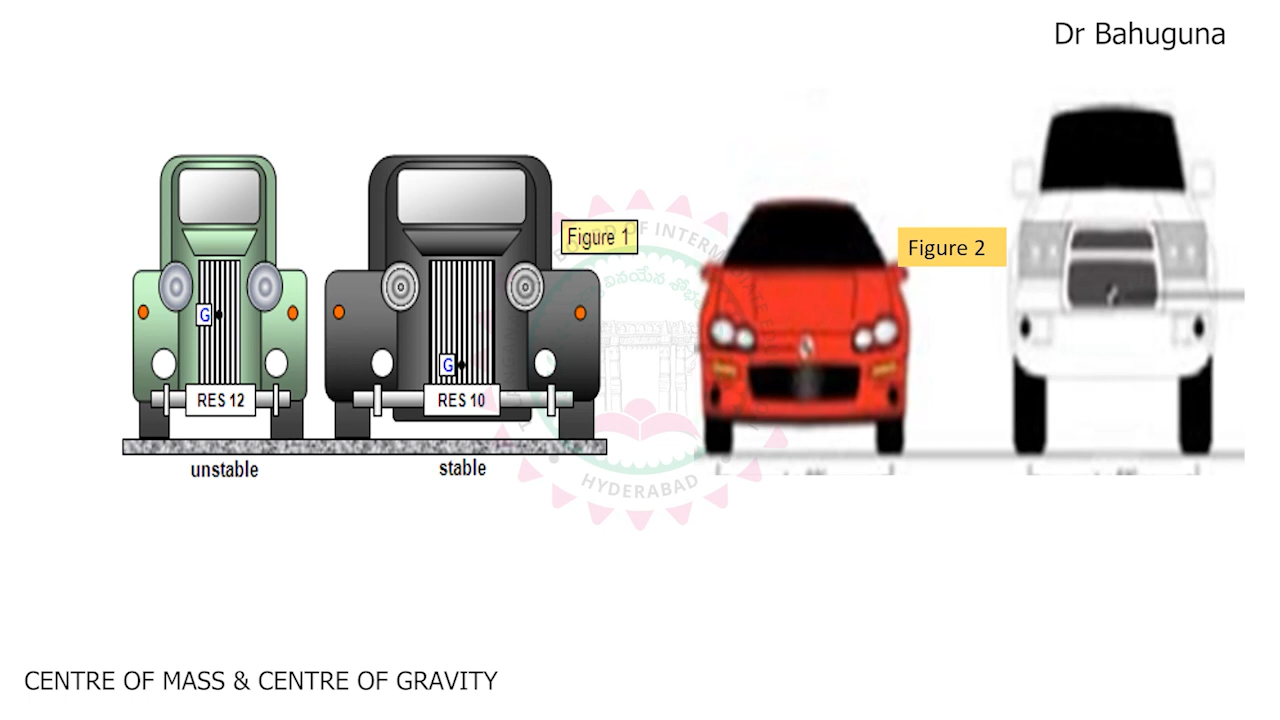 Dr Bahuguna
Figure 1
Figure 2
G
G
RES 12
RES 10
unstable
stable
HYDERABAD
CENTRE OF MASS & CENTRE OF GRAVITY